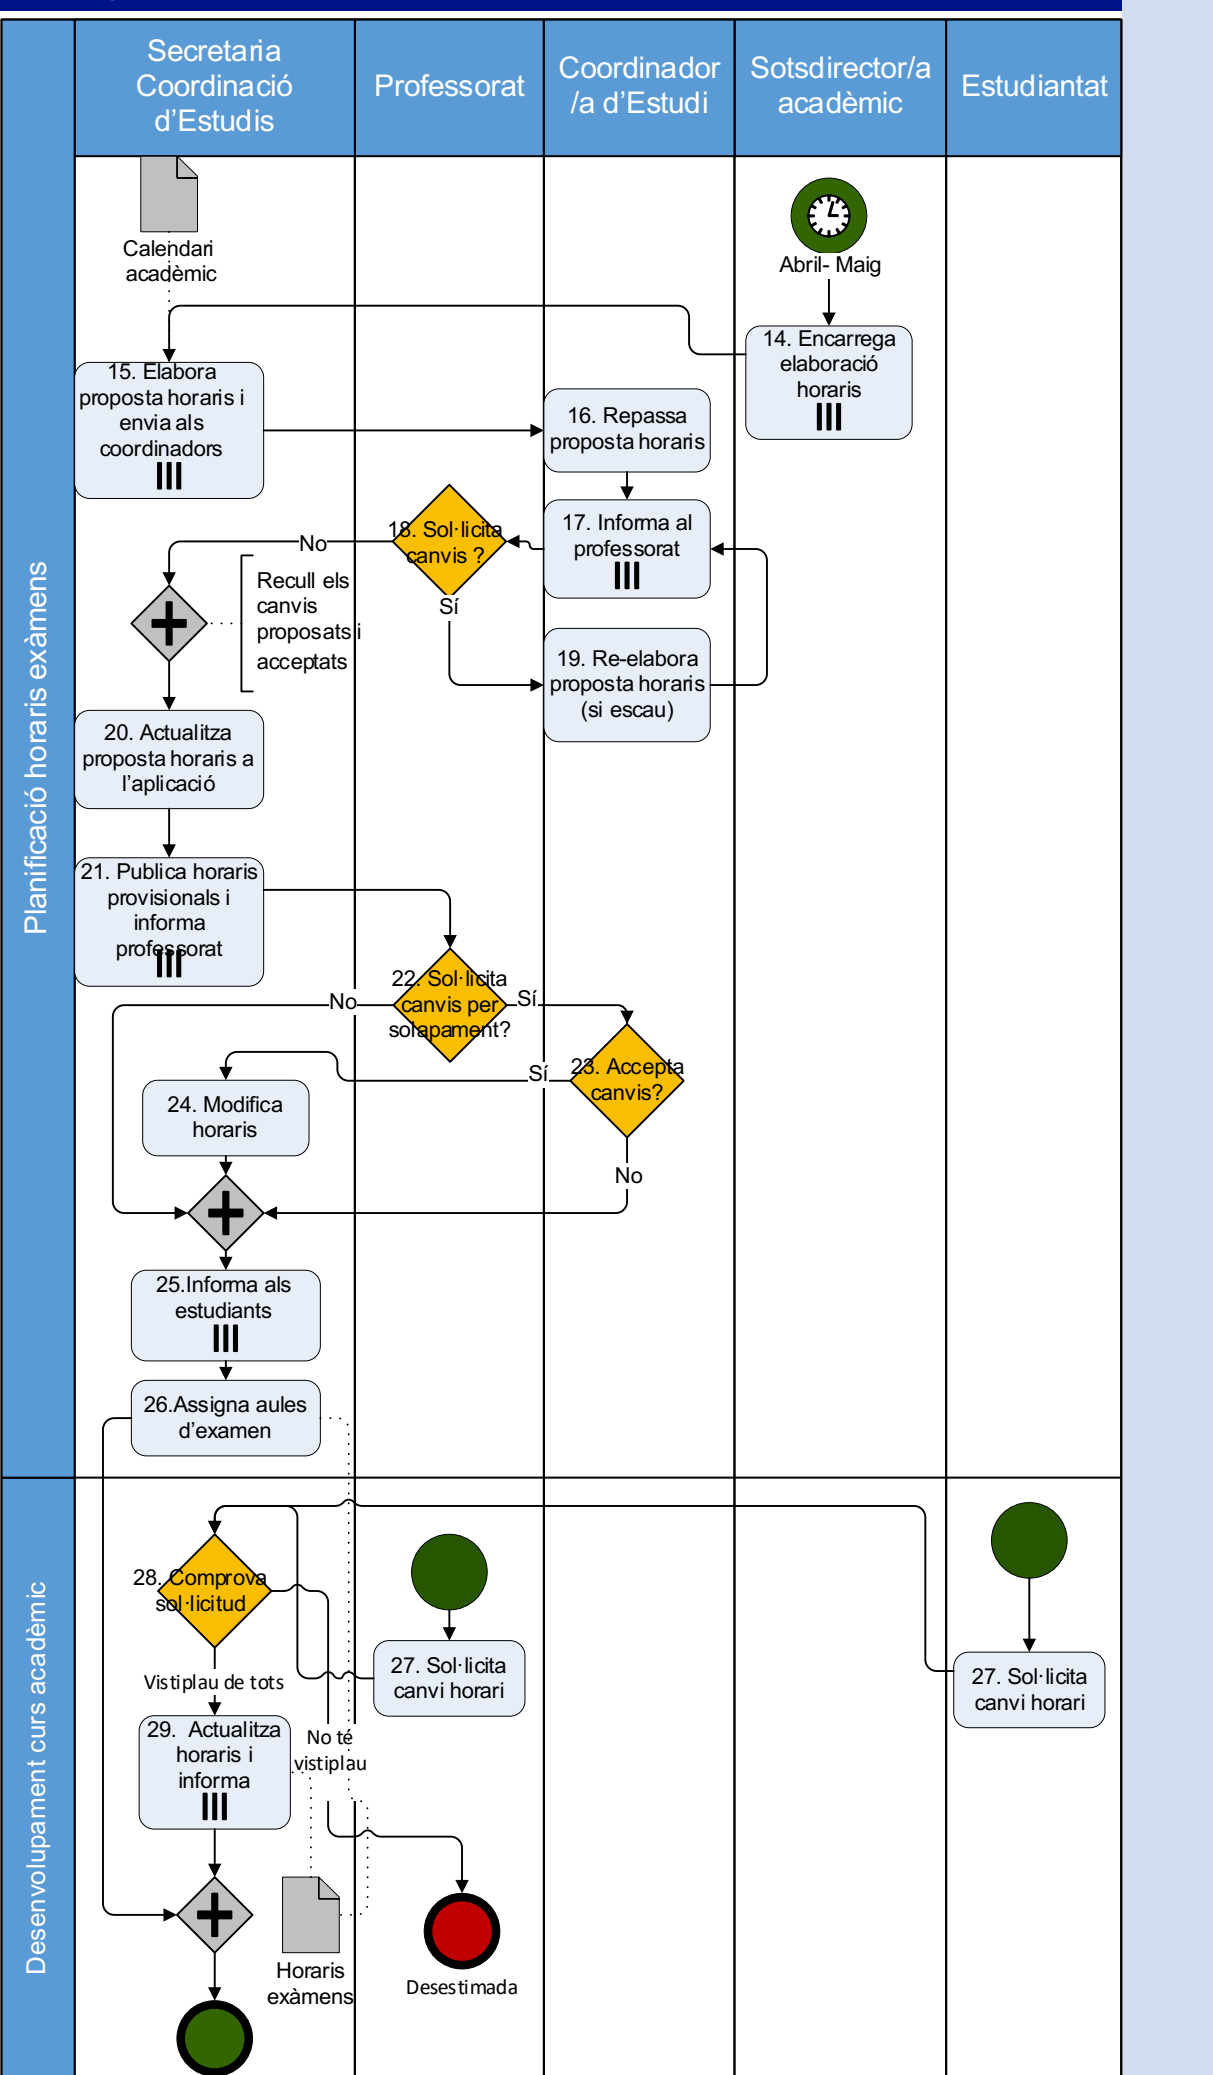 Secretaria
Coordinació
d'Estudis
Professorat
Coordinador
/a d'Estudi
Sotsdirector/a
acadèmic
Estudiantat
Planificació horaris exàmens
Calendari
acadèmic
Abril- Maig
14. Encarrega
elaboració
horaris
15. Elabora
proposta horaris i
envia als
coordinadors
16. Repassa
proposta horaris
17. Informa al
professorat
18. Sol·licita
canvis ?
No
Sí
Recull els
canvis
proposats i
acceptats
19. Re-elabora
proposta horaris
(si escau)
20. Actualitza
proposta horaris a
l'aplicació
21. Publica horaris
provisionals i
informa
professorat
22. Sol·licita
canvis per
solapament?
No
Sí
23. Accepta
canvis?
Sí
No
24. Modifica
horaris
25.Informa als
estudiants
26.Assigna aules
d'examen
Desenvolupament curs acadèmic
28. Comprova
sol·licitud
27. Sol·licita
canvi horari
27. Sol·licita
canvi horari
Vistiplau de tots
No té
vistiplau
29. Actualitza
horaris i
informa
Horaris
exàmens
Desestimada